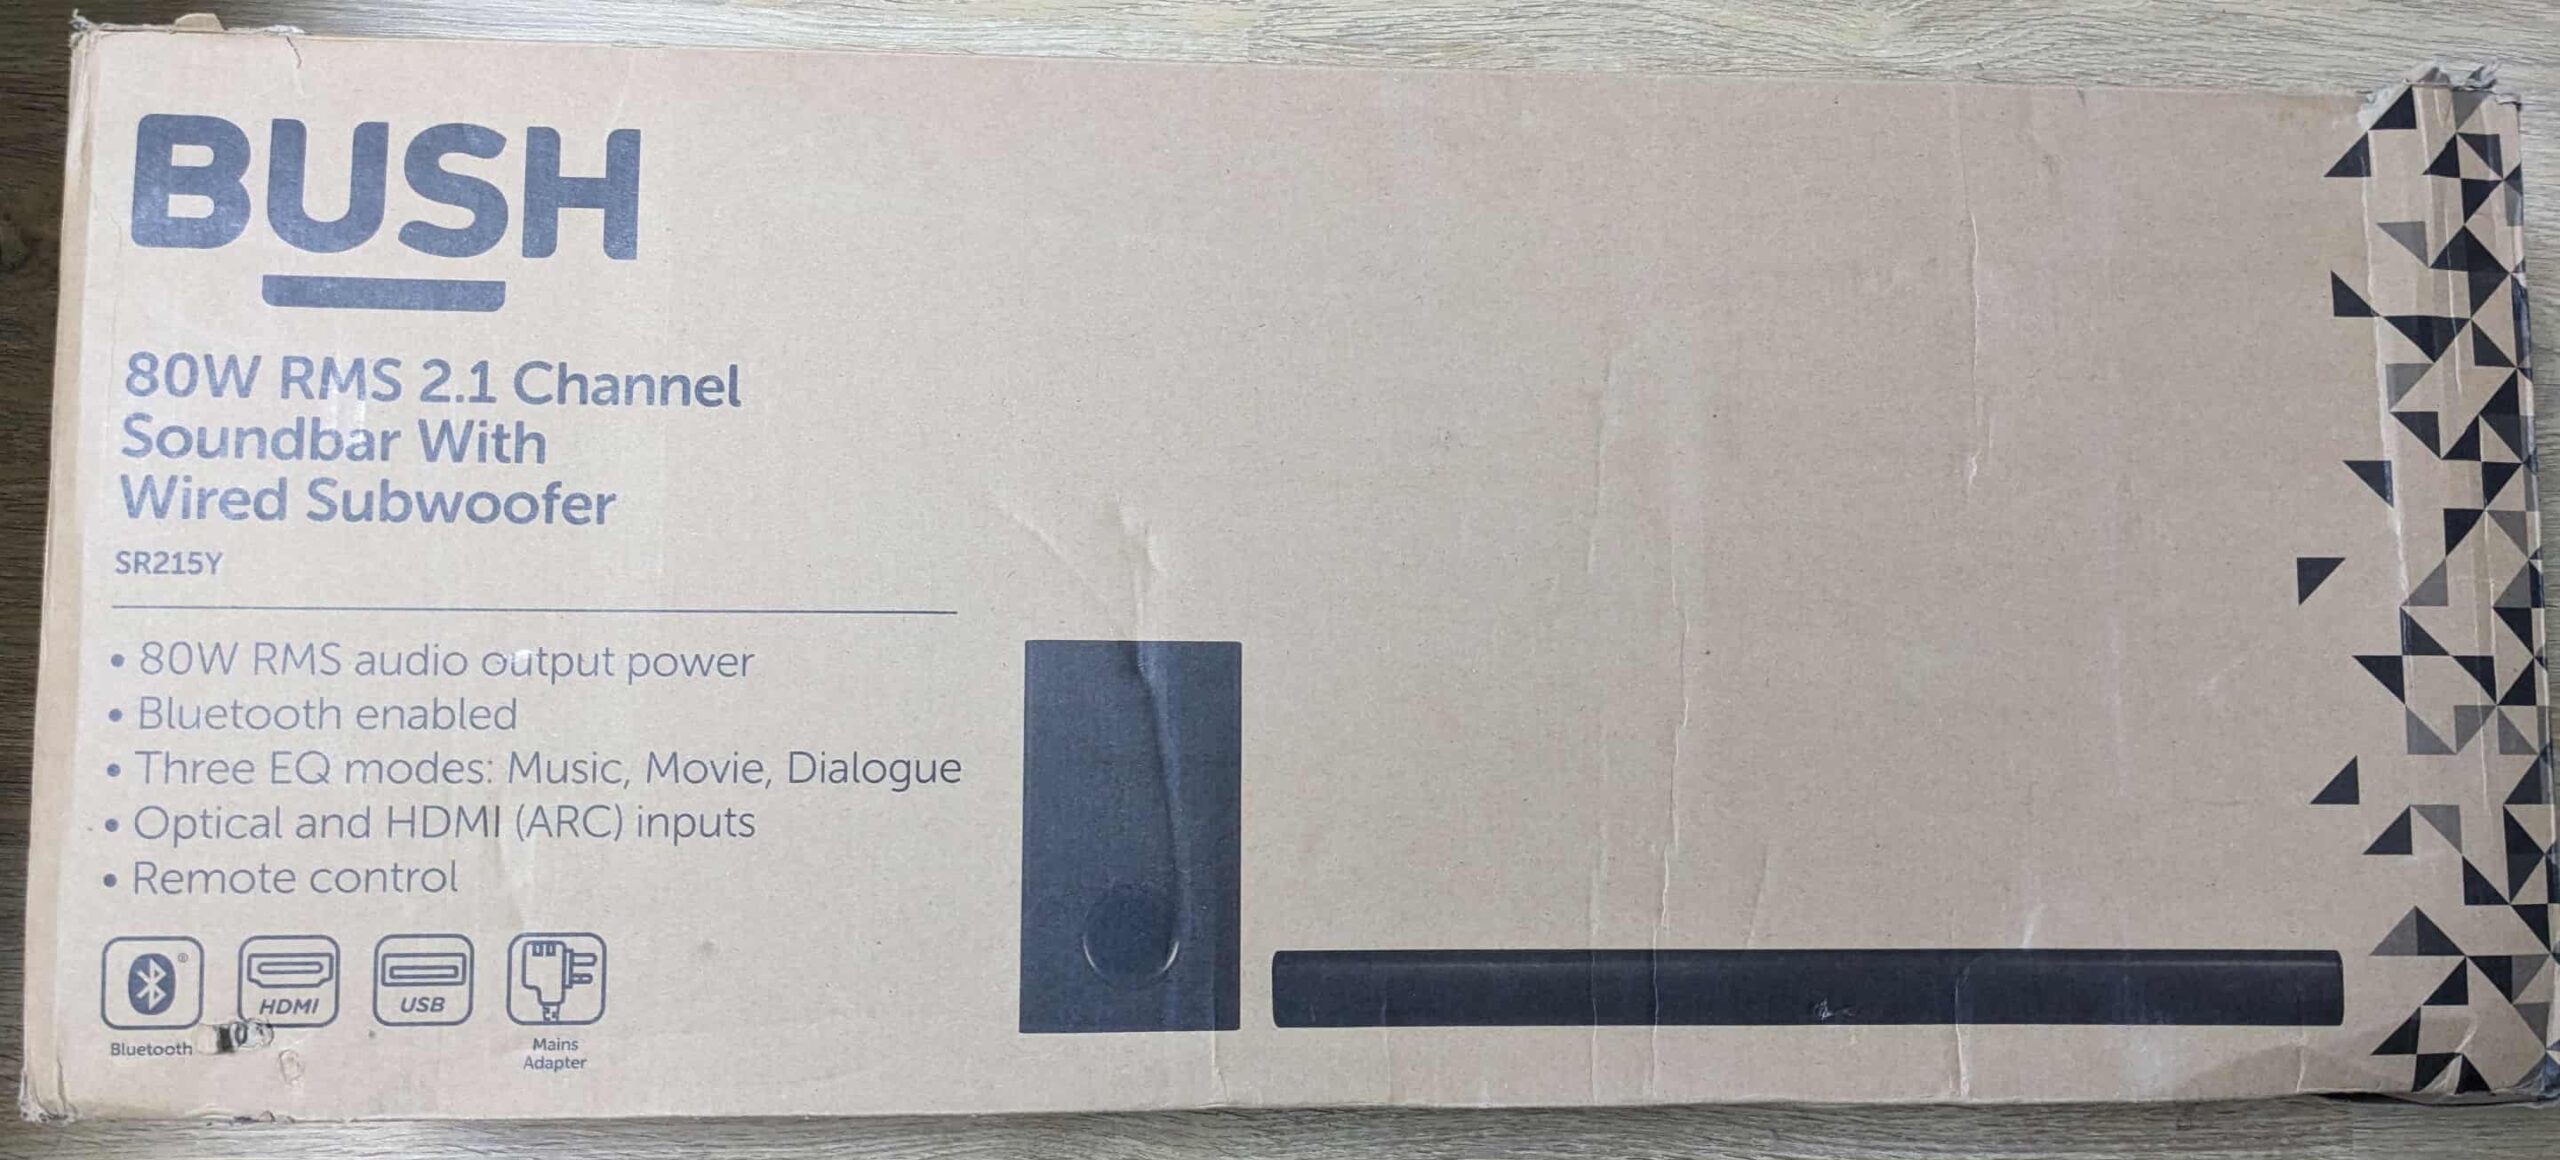 BUSH
80W RMS 2.1 Channel
Soundbar With
Wired Subwoofer
SR215Y
• 80W RMS audio output power
• Bluetooth enabled
• Three EQ modes: Music, Movie, Dialogue
• Optical and HDMI (ARC) inputs
• Remote control
®
HDMI
USB
Bluetooth
Mains
Adapter